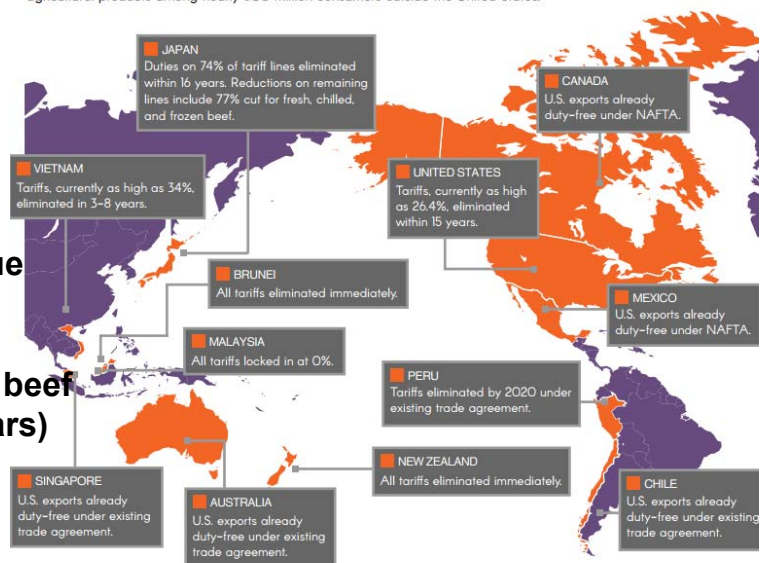 JAPAN
Duties on 74% of tariff lines eliminated
within 16 years. Reductions on remaining
lines include 77% cut for fresh, chilled,
and frozen beef.
CANADA
U.S. exports already
duty-free under NAFTA.
VIETNAM
Tariffs, currently as high as 34%,
eliminated in 3-8 years.
UNITED STATES
Tariffs, currently as high
as 26.4%, eliminated
within 15 years.
BRUNEI
All tariffs eliminated immediately.
MEXICO
U.S. exports already
duty-free under NAFTA.
MALAYSIA
All tariffs locked in at 0%.
beef
PERU
Tariffs eliminated by 2020 under
existing trade agreement.
NEW ZEALAND
All tariffs eliminated immediately.
SINGAPORE
U.S. exports already
duty-free under existing
trade agreement.
AUSTRALIA
U.S. exports already
duty-free under existing
trade agreement.
CHILE
U.S. exports already
duty-free under existing
trade agreement.